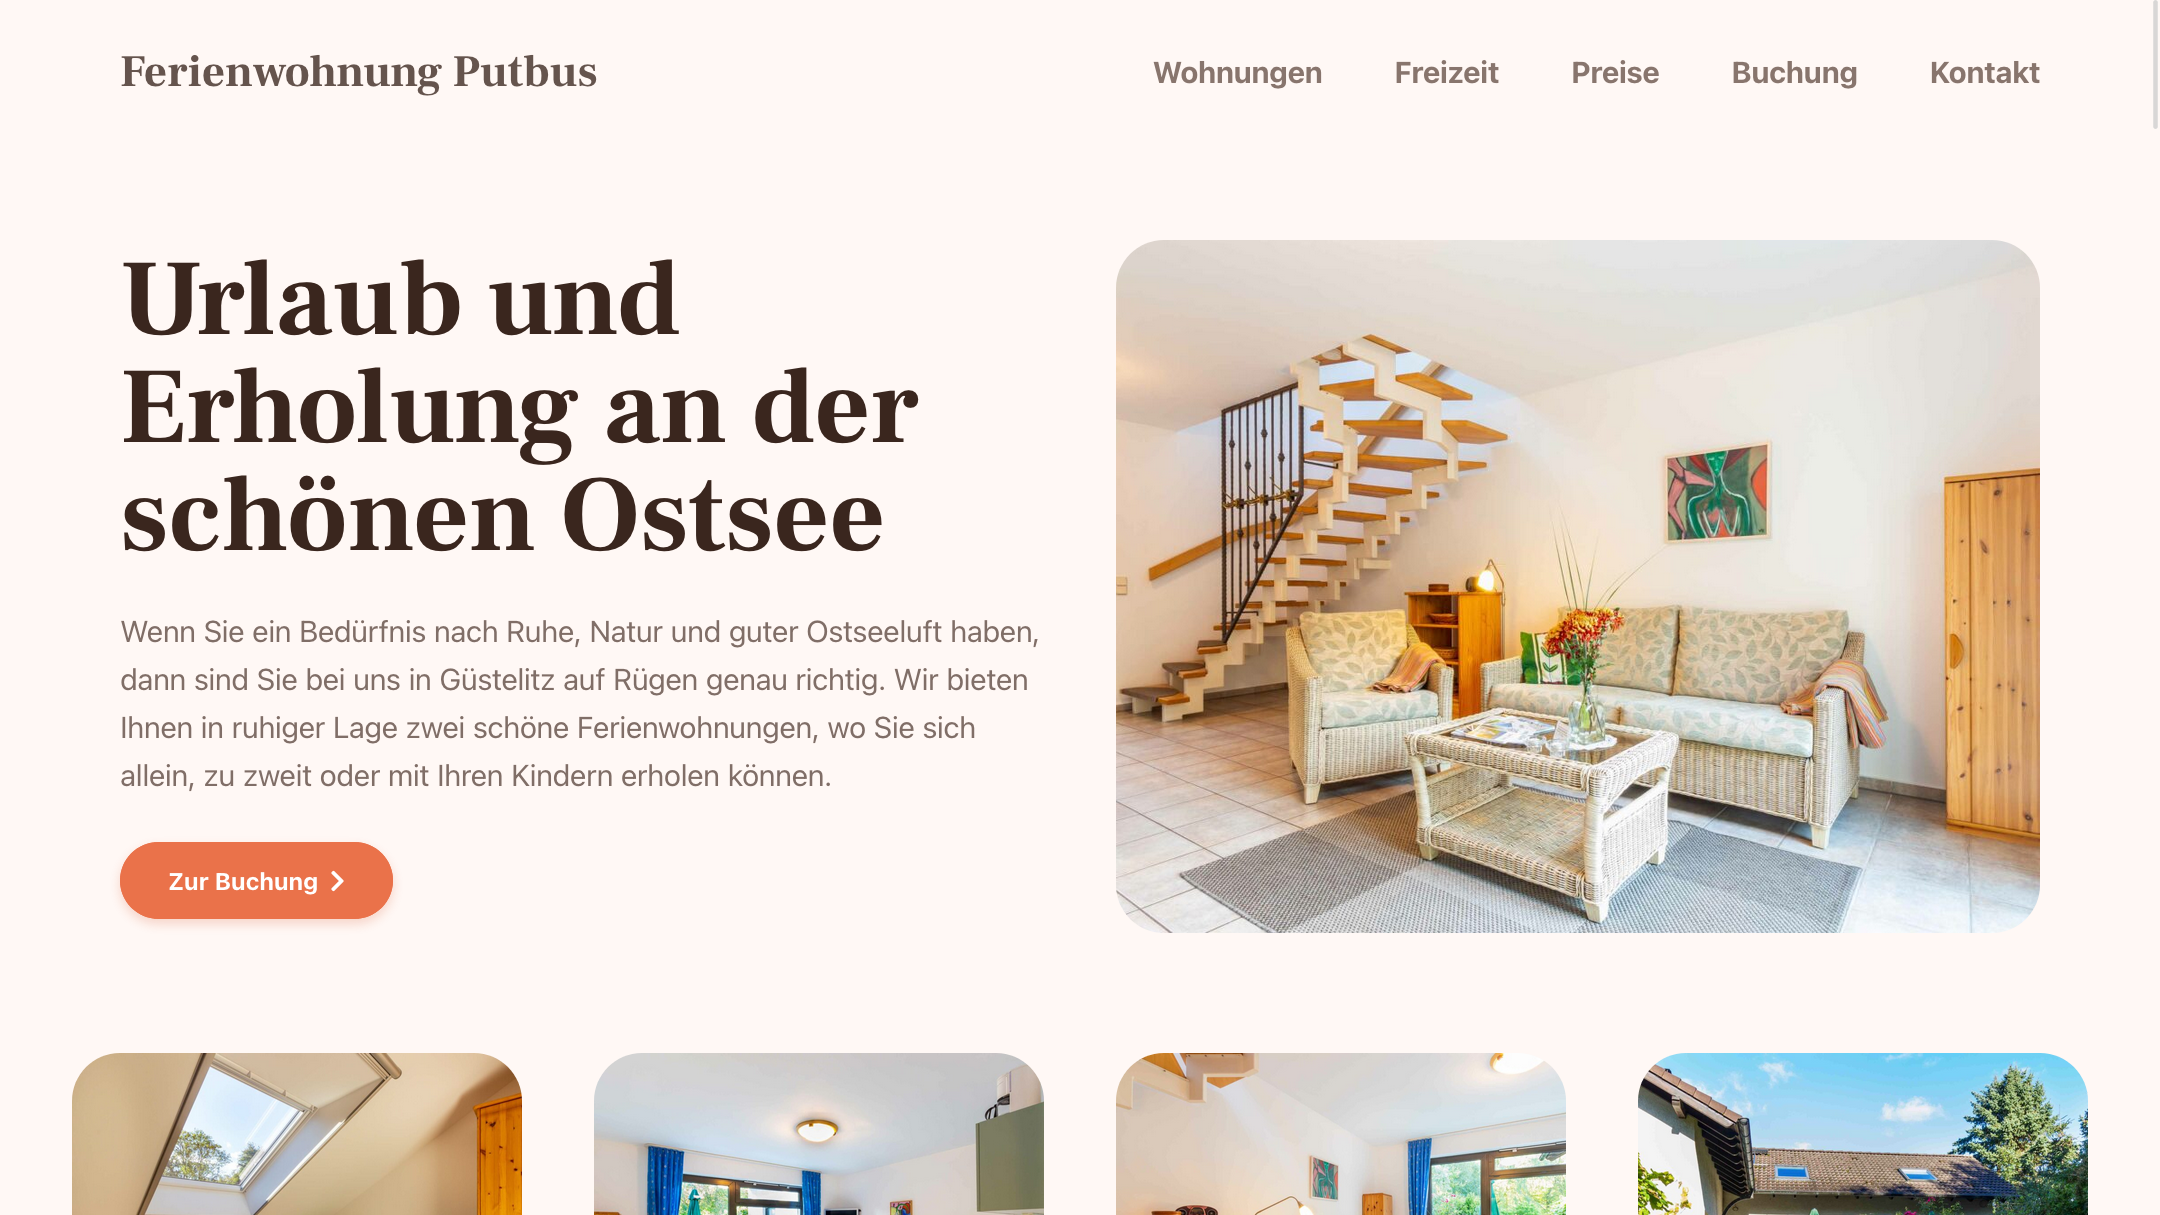 Ferienwohnung Putbus
Wohnungen Freizeit Preise Buchung Kontakt
Urlaub und
Erholung an der
schönen Ostsee
Wenn Sie ein Bedürfnis nach Ruhe, Natur und guter Ostseeluft haben,
dann sind Sie bei uns in Güstelitz auf Rügen genau richtig. Wir bieten
Ihnen in ruhiger Lage zwei schöne Ferienwohnungen, wo Sie sich
allein, zu zweit oder mit Ihren Kindern erholen können.
Zur Buchung